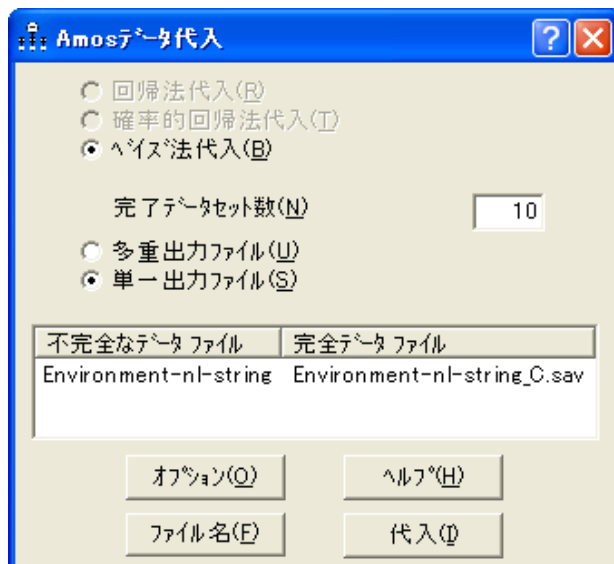 Amosデータ代入
回帰法代入(R)
確率的回帰法代入(T)
ベイズ法代入(B)
完了データセット数(N) 10
多重出力ファイル(U)
単一出力ファイル(S)
不完全なデータ ファイル 完全データ ファイル
Environment-nl-string Environment-nl-string_C.sav
オプション(O) ヘルプ(H)
ファイル名(F) 代入(I)